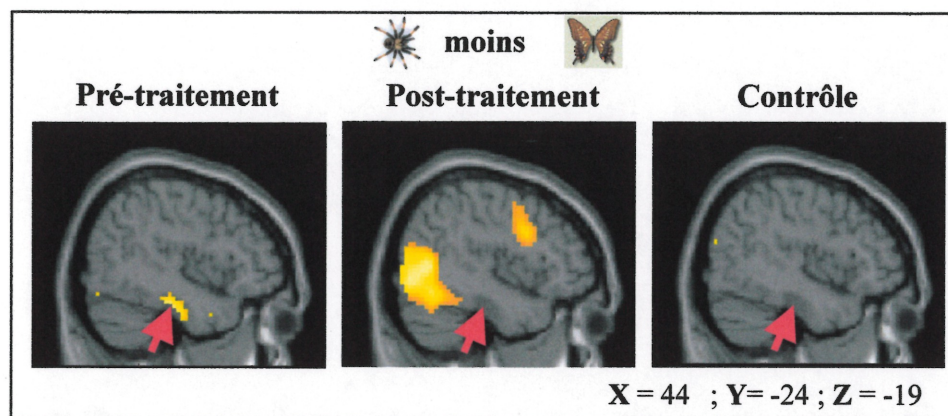 moins
Pré-traitement Post-traitement Contrôle
X = 44 ; Y= -24 ; Z = -19